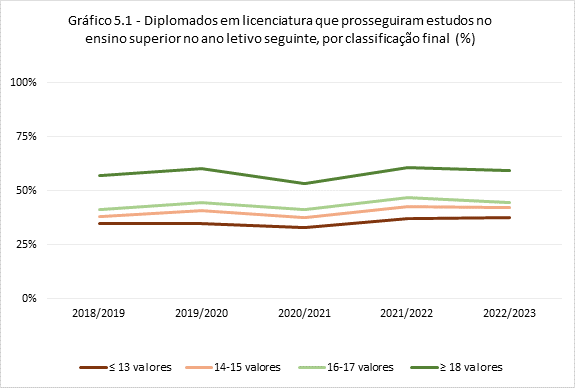 Gráfico 5.1 - Diplomados em licenciatura que prosseguiram estudos no
ensino superior no ano letivo seguinte, por classificação final (%)
100%
75%
50%
25%
0%
2018/2019 2019/2020 2020/2021 2021/2022 2022/2023
≤ 13 valores 14-15 valores 16-17 valores ≥ 18 valores